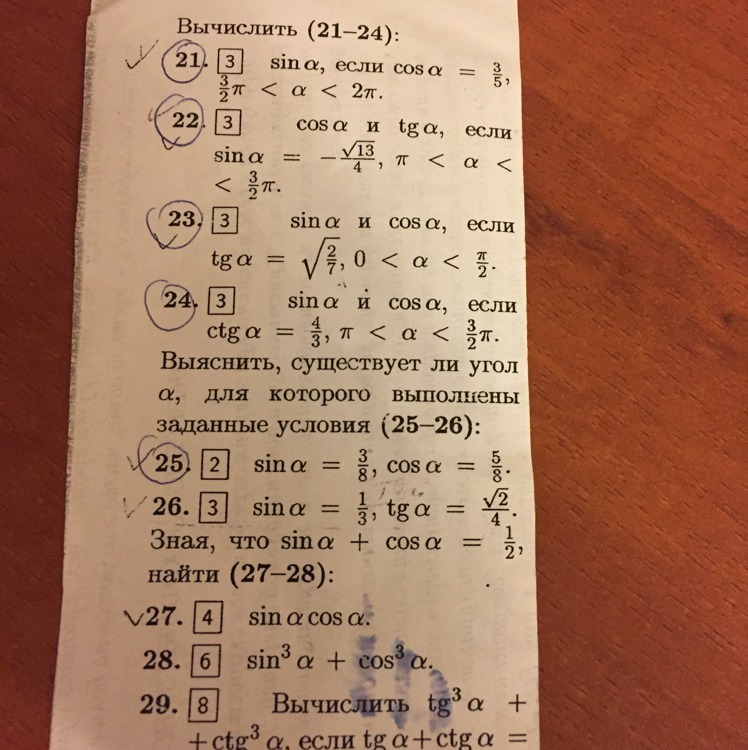 Вычислить (21–24):
21. 3 sin α, если cos α = 3/5,
3/2 π < α < 2π.
22. 3 cos α и tg α, если
sin α = −√13/4, π < α <
< 3/2 π.
23. 3 sin α и cos α, если
tg α = √(2/7), 0 < α < π/2.
24. 3 sin α и cos α, если
ctg α = 4/3, π < α < 3/2 π.
Выяснить, существует ли угол
α, для которого выполнены
заданные условия (25–26):
25. 2 sin α = 3/8, cos α = 5/8.
26. 3 sin α = 1/3, tg α = √2/4.
Зная, что sin α + cos α = 1/2,
найти (27–28):
27. 4 sin α cos α.
28. 6 sin³ α + cos³ α.
29. 8 Вычислить tg³ α +
+ ctg³ α, если tg α + ctg α =